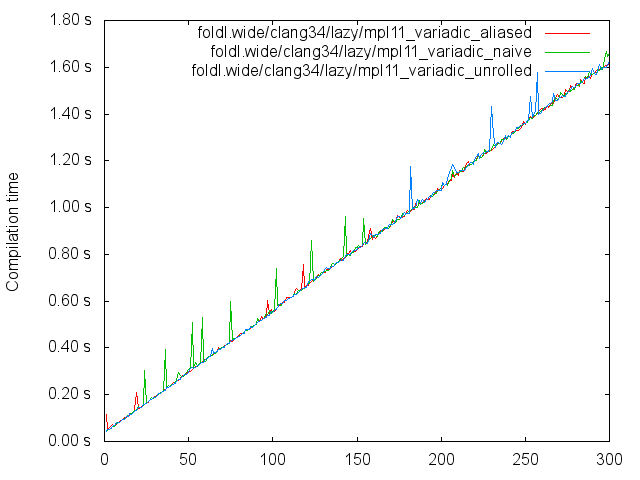 1.80 s
foldl.wide/clang34/lazy/mpl11_variadic_aliased
foldl.wide/clang34/lazy/mpl11_variadic_naive
1.60 s
foldl.wide/clang34/lazy/mpl11_variadic_unrolled
1.40 s
1.20 s
1.00 s
Compilation time
0.80 s
0.60 s
0.40 s
0.20 s
0.00 s
0 50 100 150 200 250 300